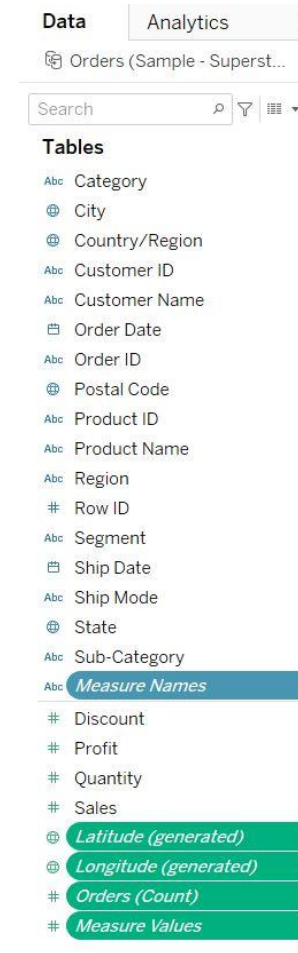 Data Analytics
Orders (Sample - Superst...
Search
Tables
Abc Category
City
Country/Region
Abc Customer ID
Abc Customer Name
Order Date
Abc Order ID
Postal Code
Abc Product ID
Abc Product Name
Abc Region
# Row ID
Abc Segment
Ship Date
Abc Ship Mode
State
Abc Sub-Category
Abc Measure Names
# Discount
# Profit
# Quantity
# Sales
Latitude (generated)
Longitude (generated)
# Orders (Count)
# Measure Values